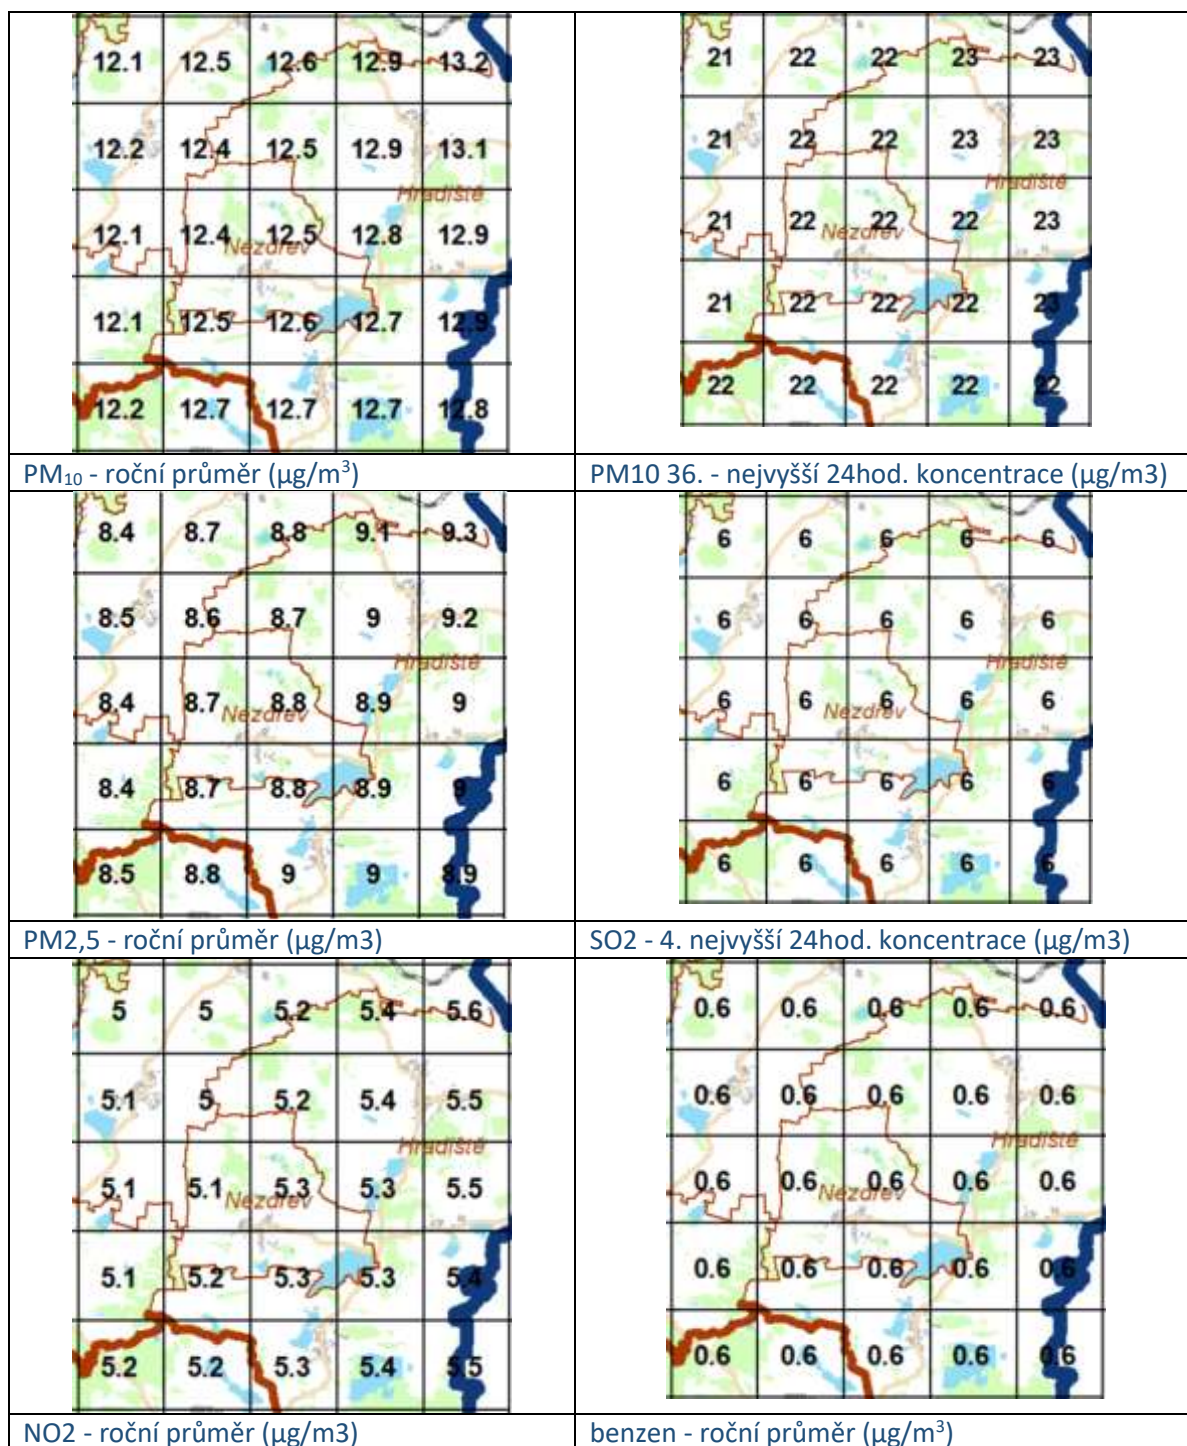 12.1 12.5 12.6 12.9 13.2
12.2 12.4 12.5 12.9 13.1
Hradiště
12.1 12.4 12.5 12.8 12.9
Nezdřev
12.1 12.5 12.6 12.7 12.9
12.2 12.7 12.7 12.7 12.8
PM₁₀ - roční průměr (µg/m³)
21 22 22 23 23
21 22 22 23 23
Hradiště
21 22 22 22 23
Nezdřev
21 22 22 22 23
22 22 22 22 22
PM10 36. - nejvyšší 24hod. koncentrace (µg/m3)
8.4 8.7 8.8 9.1 9.3
8.5 8.6 8.7 9 9.2
Hradiště
8.4 8.7 8.8 8.9 9
Nezdřev
8.4 8.7 8.8 8.9 9
8.5 8.8 9 9 8.9
PM2,5 - roční průměr (µg/m3)
6 6 6 6 6
6 6 6 6 6
Hradiště
6 6 6 6 6
Nezdřev
6 6 6 6 6
6 6 6 6 6
SO2 - 4. nejvyšší 24hod. koncentrace (µg/m3)
5 5 5.2 5.4 5.6
5.1 5 5.2 5.4 5.5
Hradiště
5.1 5.1 5.3 5.3 5.5
Nezdřev
5.1 5.2 5.3 5.3 5.4
5.2 5.2 5.3 5.4 5.5
NO2 - roční průměr (µg/m3)
0.6 0.6 0.6 0.6 0.6
0.6 0.6 0.6 0.6 0.6
Hradiště
0.6 0.6 0.6 0.6 0.6
Nezdřev
0.6 0.6 0.6 0.6 0.6
0.6 0.6 0.6 0.6 0.6
benzen - roční průměr (µg/m³)